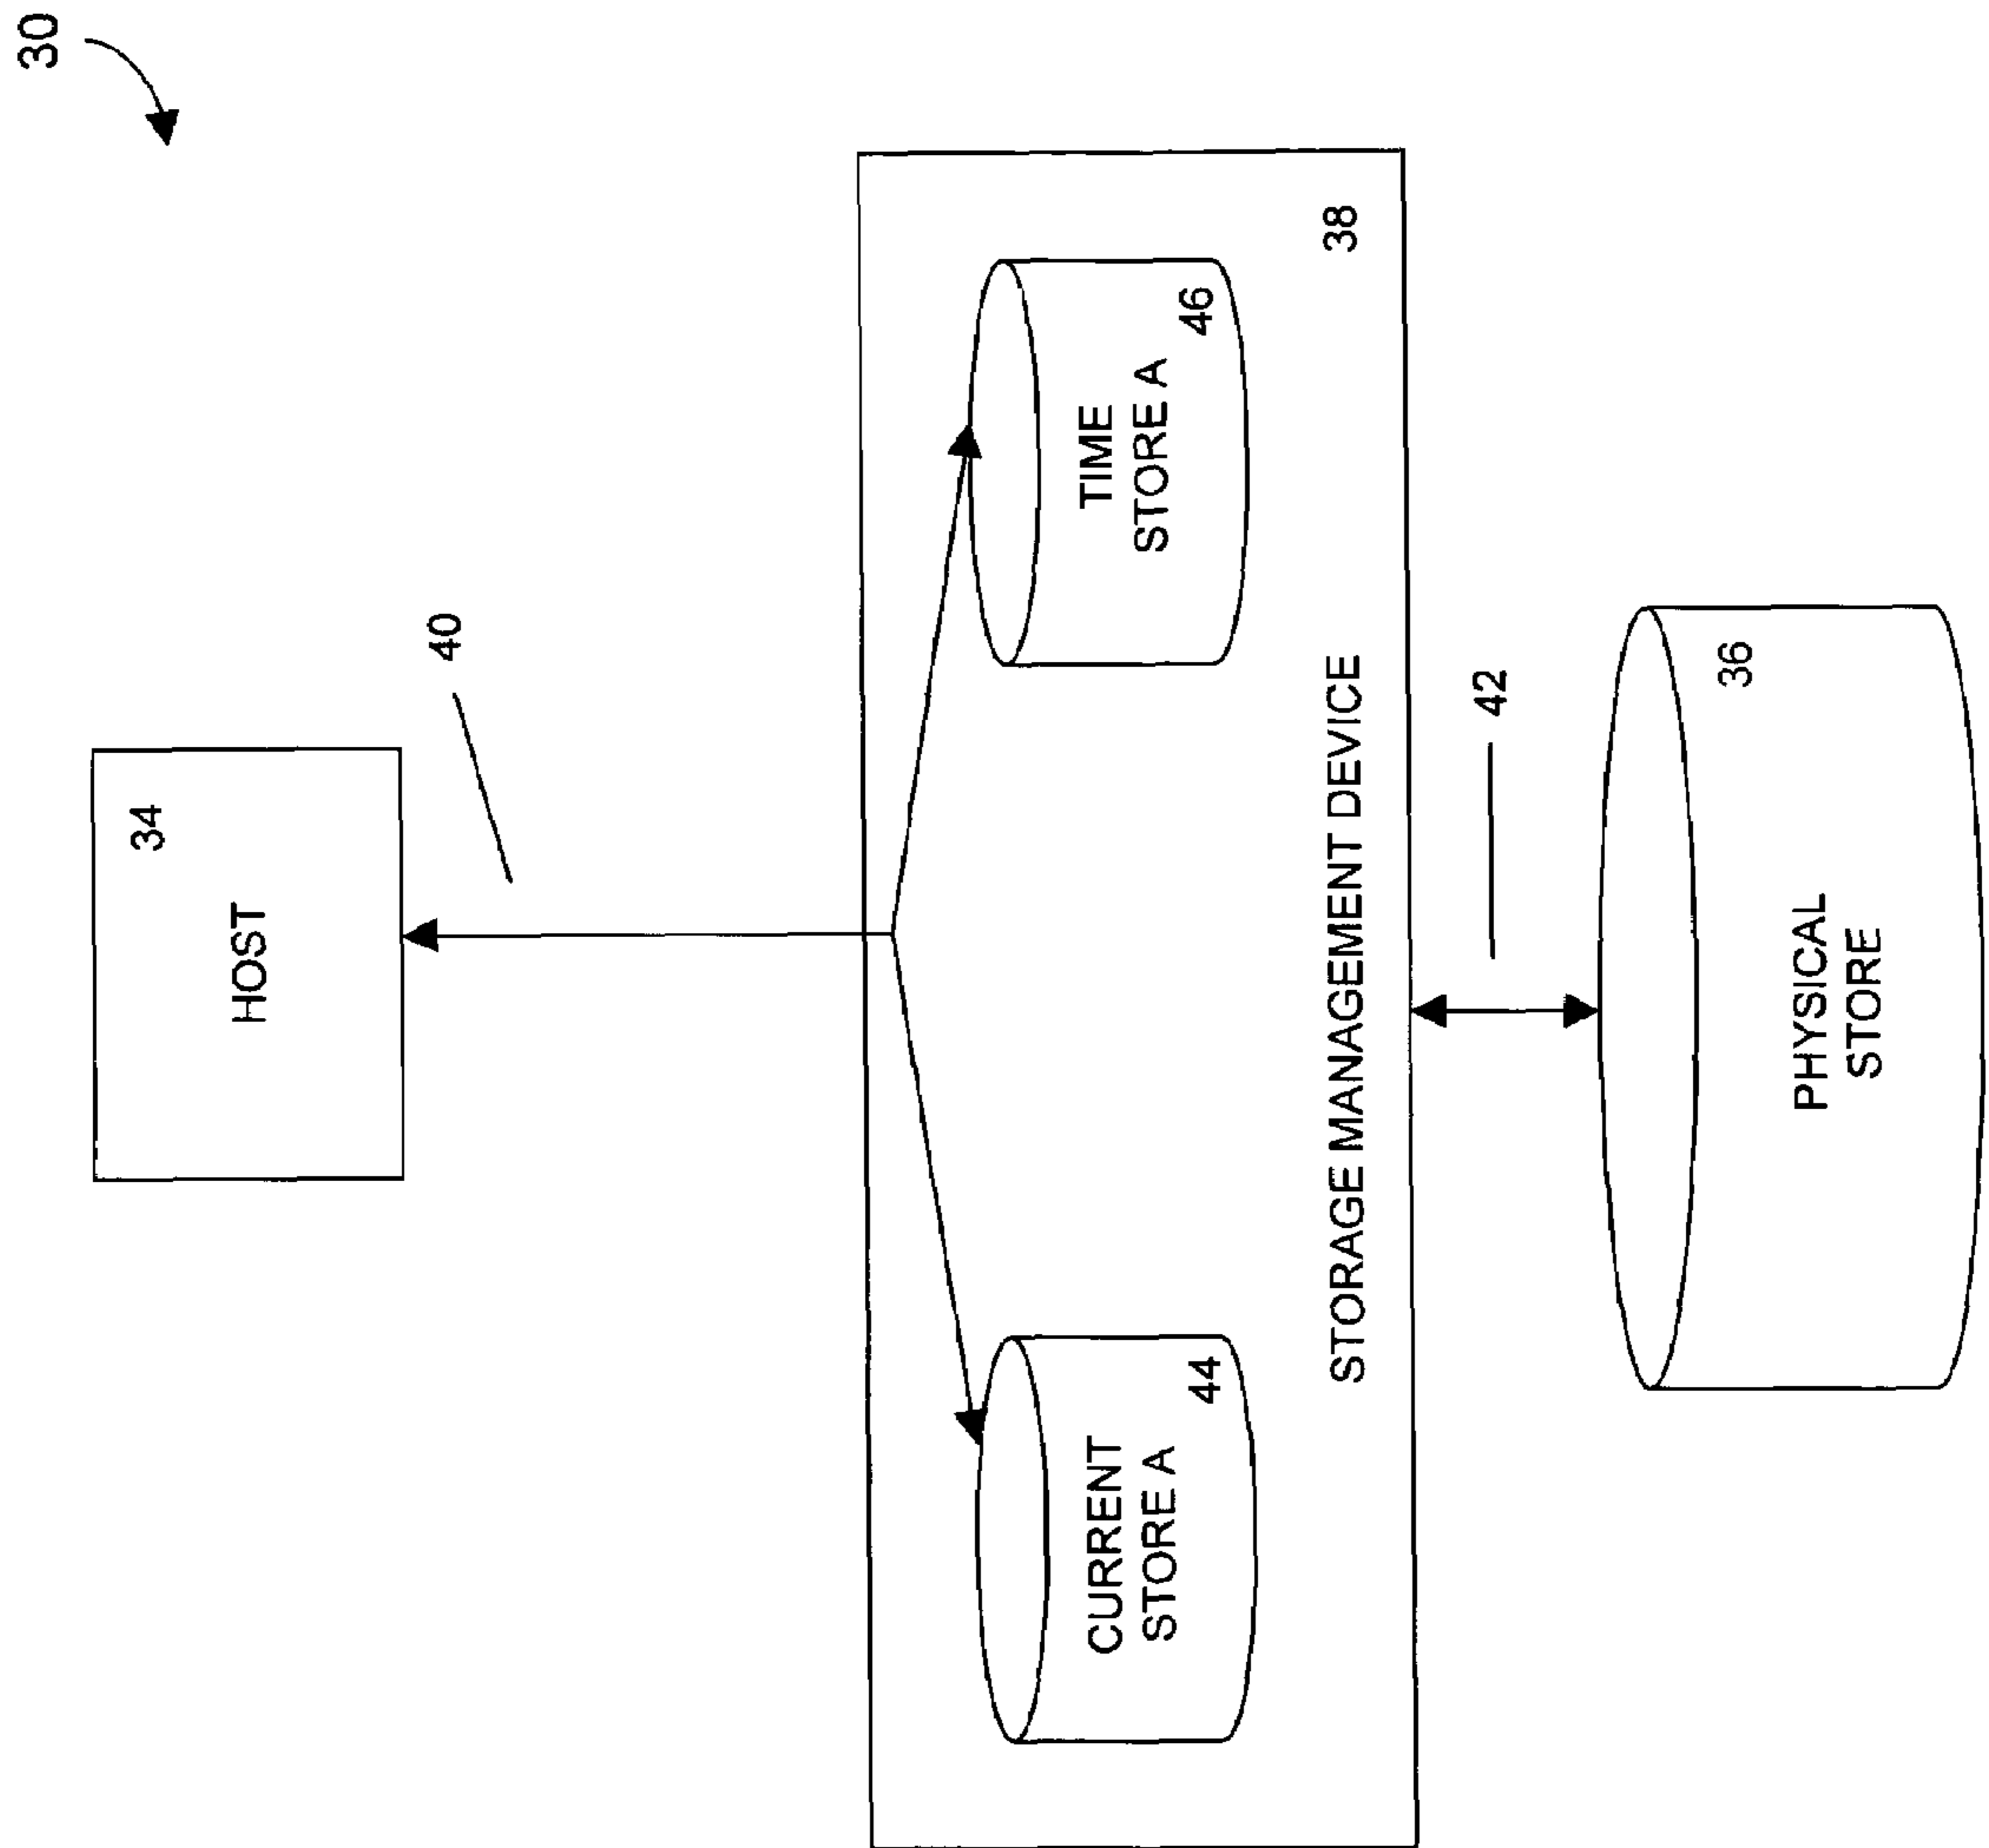 30
34
HOST
40
CURRENT
STORE A
44
TIME
STORE A
46
STORAGE MANAGEMENT DEVICE
38
42
36
PHYSICAL
STORE